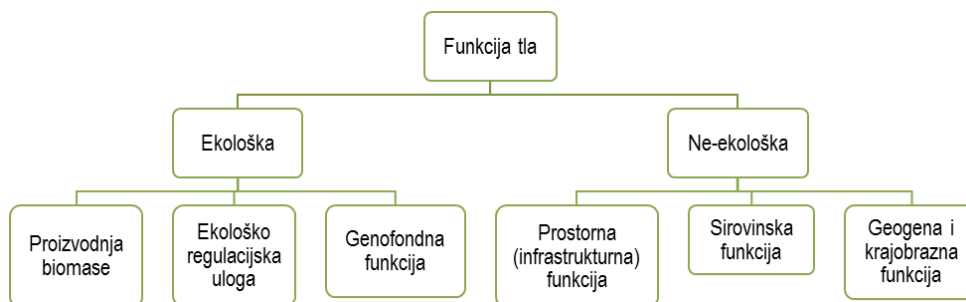 Funkcija tla
Ekološka
Ne-ekološka
Proizvodnja
biomase
Ekološko
regulacijska
uloga
Genofondna
funkcija
Prostorna
(infrastrukturna)
funkcija
Sirovinska
funkcija
Geogena i
krajobrazna
funkcija